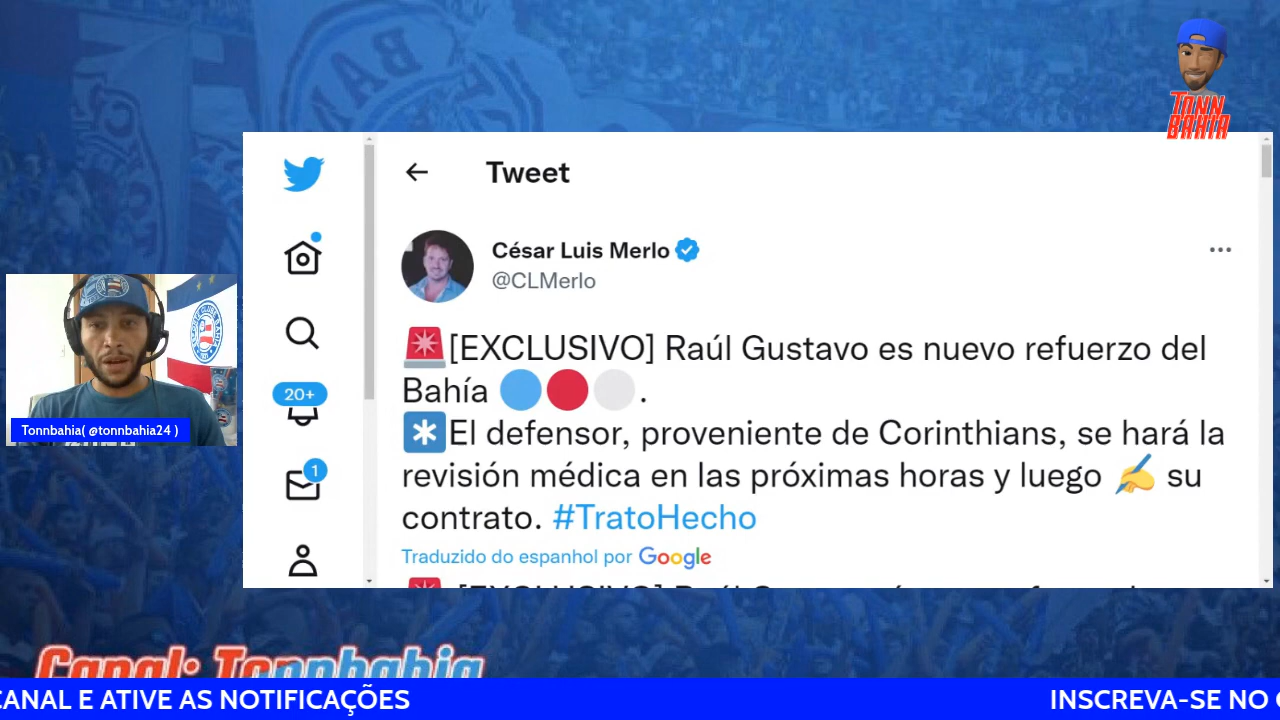 TONN
BAHIA
Tweet
César Luis Merlo
@CLMerlo
🚨[EXCLUSIVO] Raúl Gustavo es nuevo refuerzo del
Bahía 🔵🔴⚪.
*️⃣El defensor, proveniente de Corinthians, se hará la
revisión médica en las próximas horas y luego ✍️ su
contrato. #TratoHecho
Traduzido do espanhol por Google
20+
1
Tonnbahia( @tonnbahia24 )
Canal: Tonnbahia
CANAL E ATIVE AS NOTIFICAÇÕES
INSCREVA-SE NO